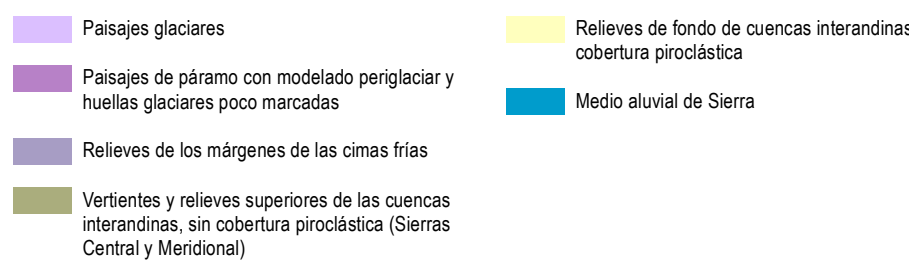 Paisajes glaciares
Paisajes de páramo con modelado periglaciar y
huellas glaciares poco marcadas
Relieves de los márgenes de las cimas frías
Vertientes y relieves superiores de las cuencas
interandinas, sin cobertura piroclástica (Sierras
Central y Meridional)
Relieves de fondo de cuencas interandinas
cobertura piroclástica
Medio aluvial de Sierra